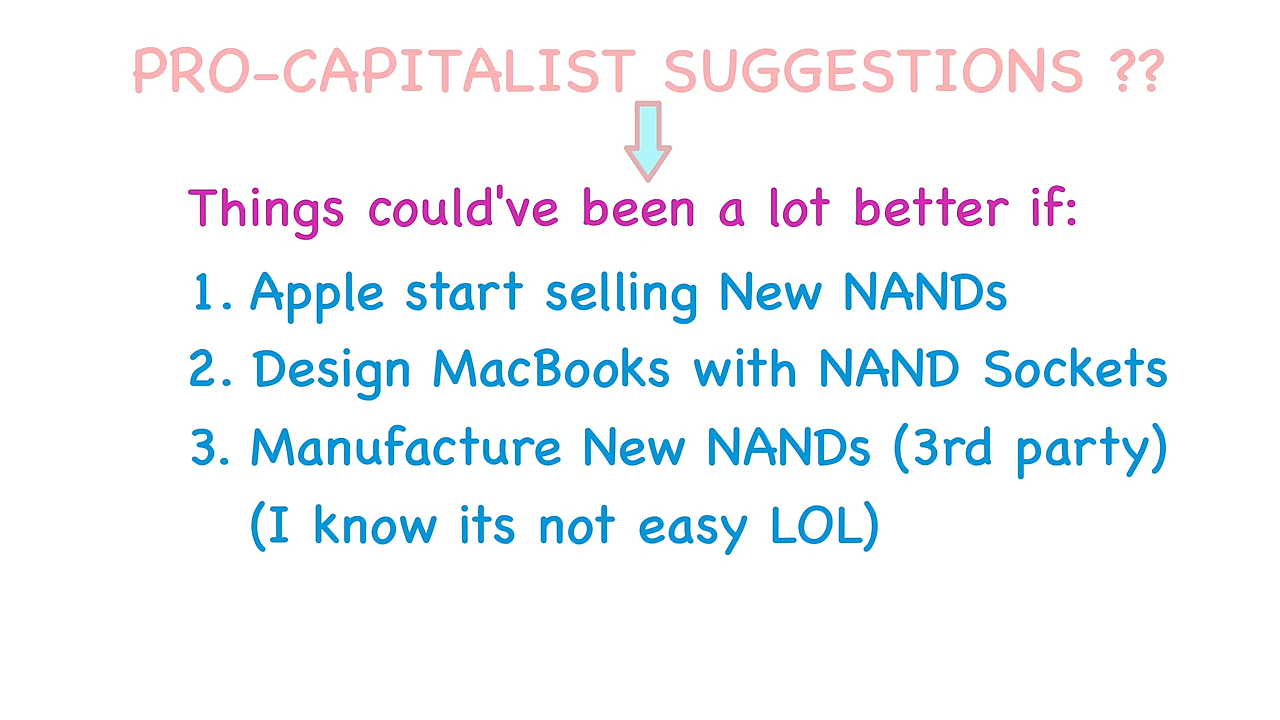 PRO-CAPITALIST SUGGESTIONS ??
Things could've been a lot better if:
1. Apple start selling New NANDs
2. Design MacBooks with NAND Sockets
3. Manufacture New NANDs (3rd party)
(I know its not easy LOL)